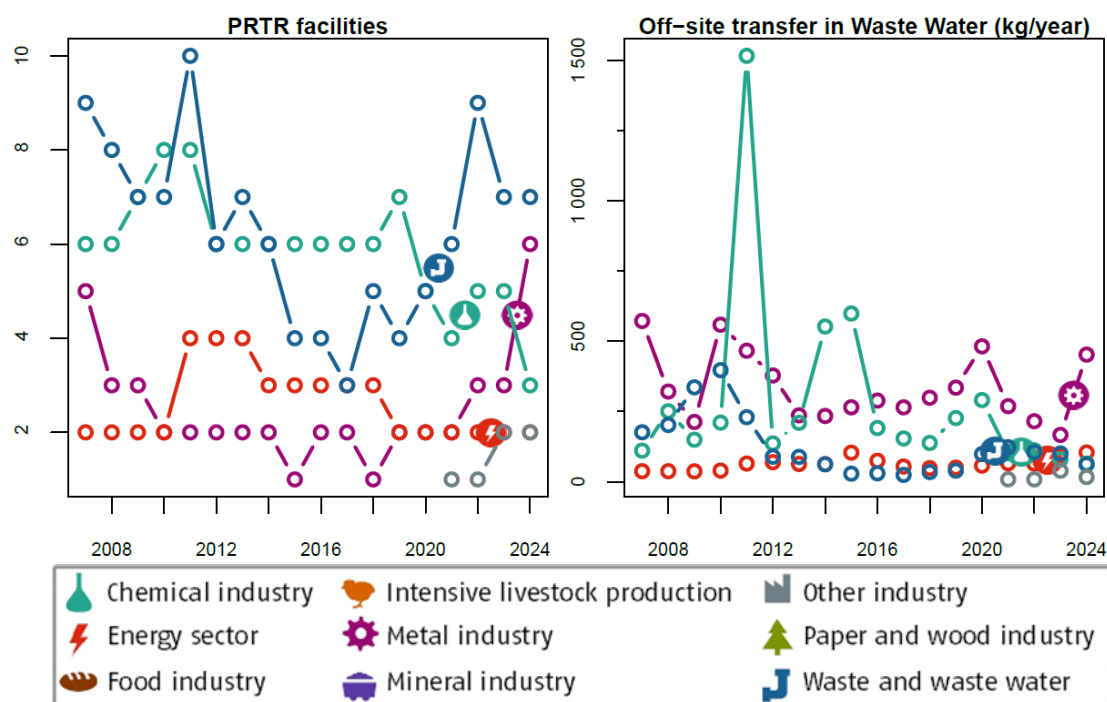 PRTR facilities
10
8
6
4
2
2008 2012 2016 2020 2024
Off−site transfer in Waste Water (kg/year)
1 500
1 000
500
0
2008 2012 2016 2020 2024
Chemical industry Intensive livestock production Other industry
Energy sector Metal industry Paper and wood industry
Food industry Mineral industry Waste and waste water